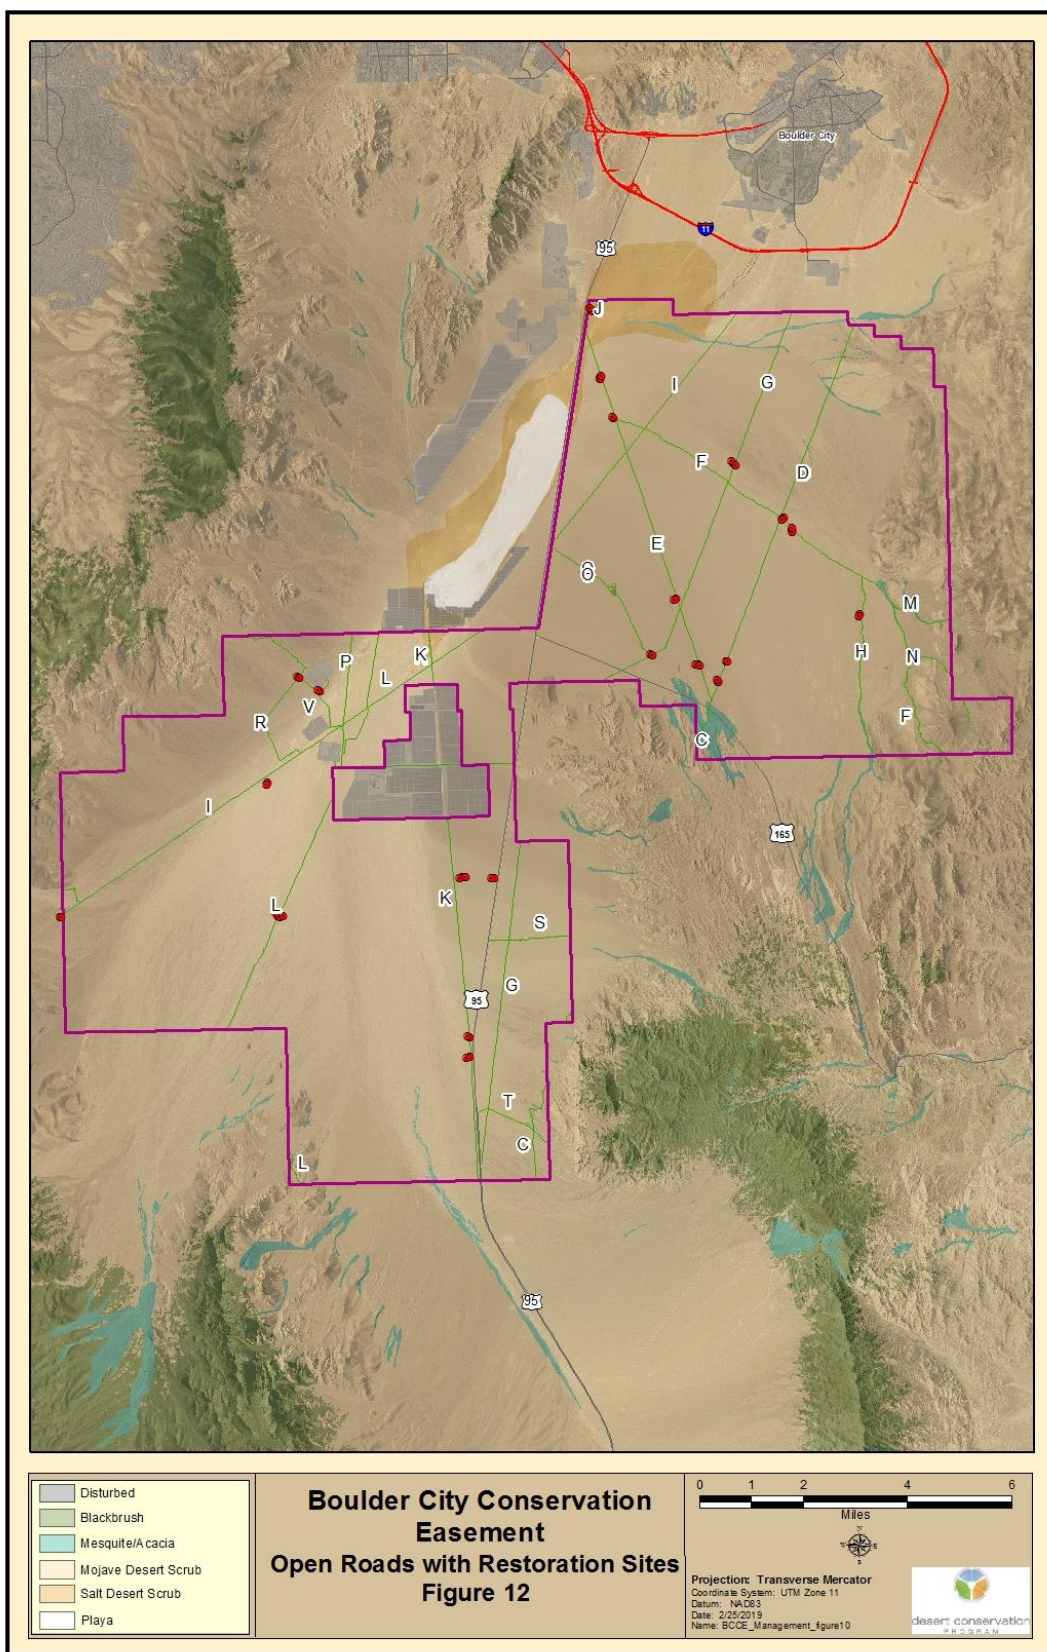 Boulder City
11
95
J
I
G
F
D
E
O
M
H
N
F
C
P
K
L
V
R
I
165
K
L
S
G
95
T
C
L
95
Disturbed
Blackbrush
Mesquite/Acacia
Mojave Desert Scrub
Salt Desert Scrub
Playa
Boulder City Conservation
Easement
Open Roads with Restoration Sites
Figure 12
0 1 2 4 6
Miles
N
W E
S
Projection: Transverse Mercator
Coordinate System: UTM Zone 11
Datum: NAD83
Date: 2/25/2019
Name: BCCE_Management_figure10
desert conservation
PROGRAM